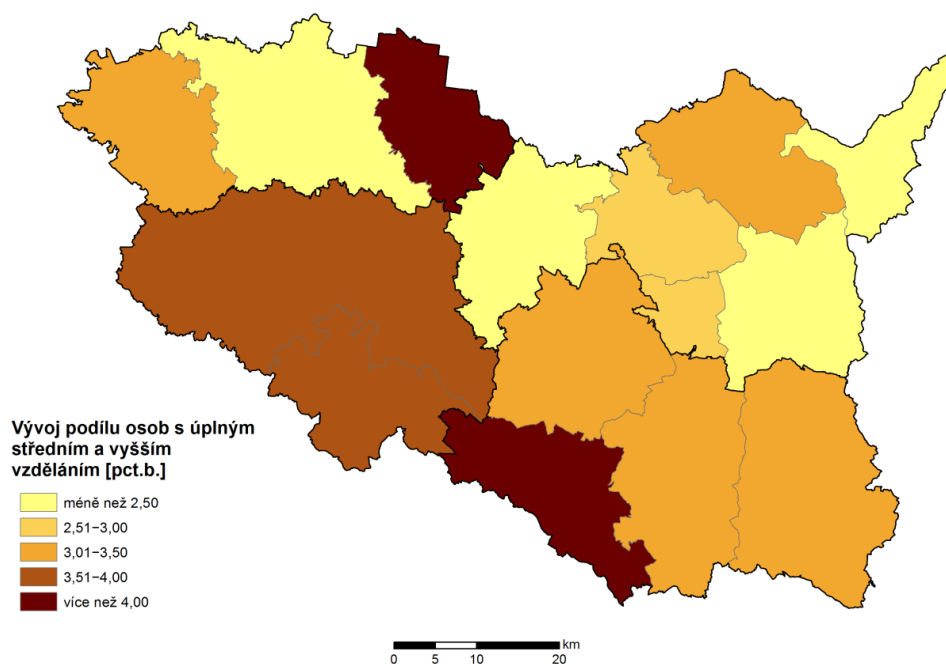 Vývoj podílu osob s úplným
středním a vyšším
vzděláním [pct.b.]
méně než 2,50
2,51–3,00
3,01–3,50
3,51–4,00
více než 4,00
km
0 5 10 20